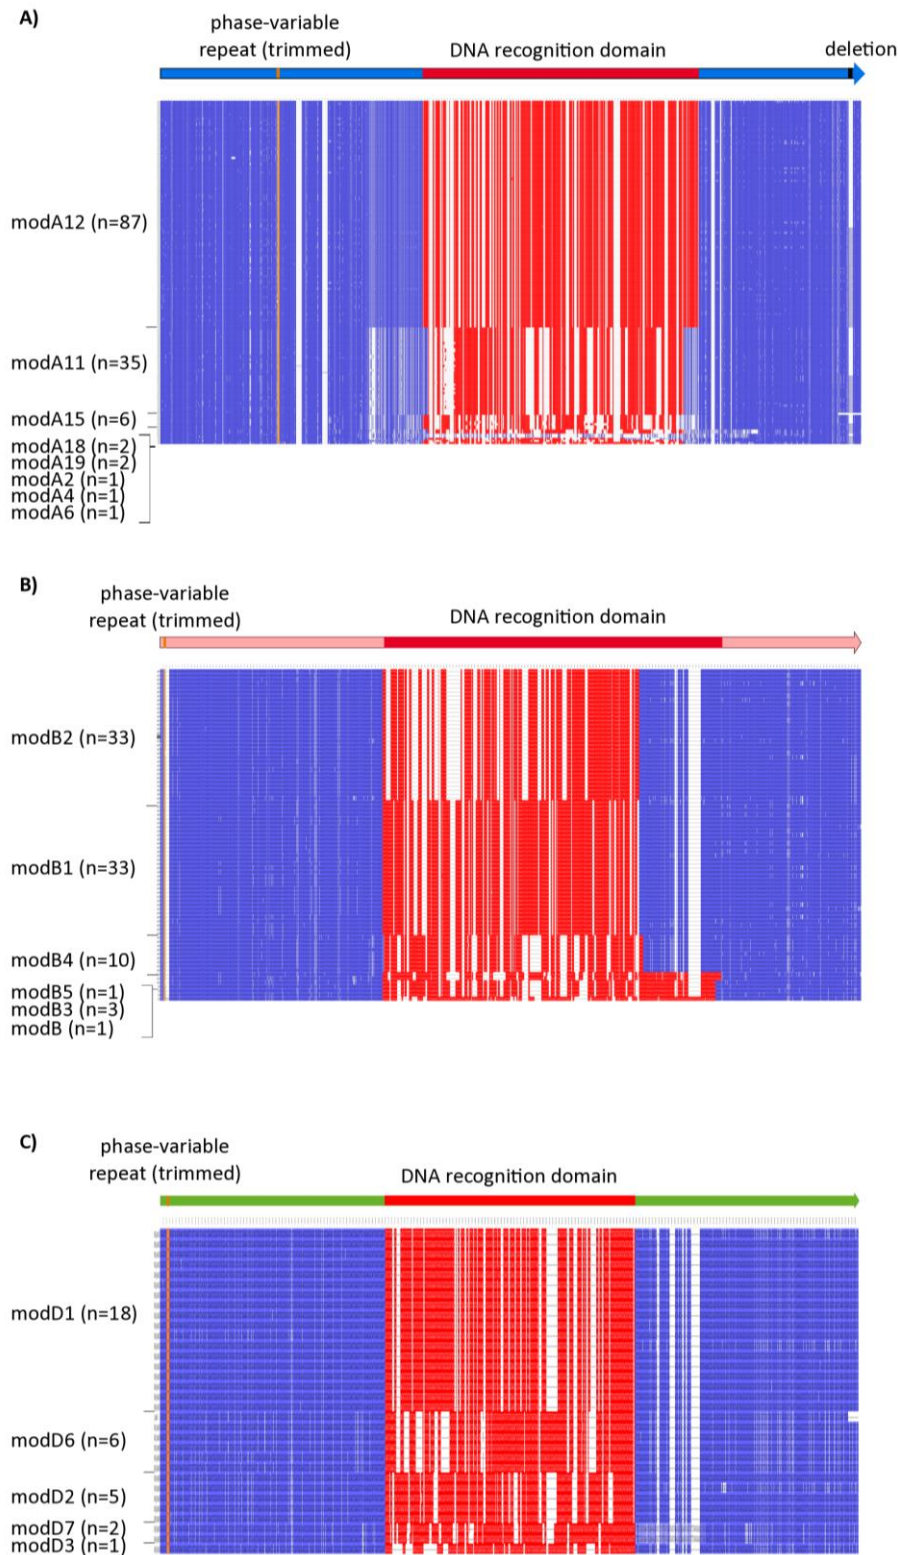 A)
phase-variable
repeat (trimmed)
DNA recognition domain
deletion
modA12 (n=87)
modA11 (n=35)
modA15 (n=6)
modA18 (n=2)
modA19 (n=2)
modA2 (n=1)
modA4 (n=1)
modA6 (n=1)
B)
phase-variable
repeat (trimmed)
DNA recognition domain
modB2 (n=33)
modB1 (n=33)
modB4 (n=10)
modB5 (n=1)
modB3 (n=3)
modB (n=1)
C)
phase-variable
repeat (trimmed)
DNA recognition domain
modD1 (n=18)
modD6 (n=6)
modD2 (n=5)
modD7 (n=2)
modD3 (n=1)